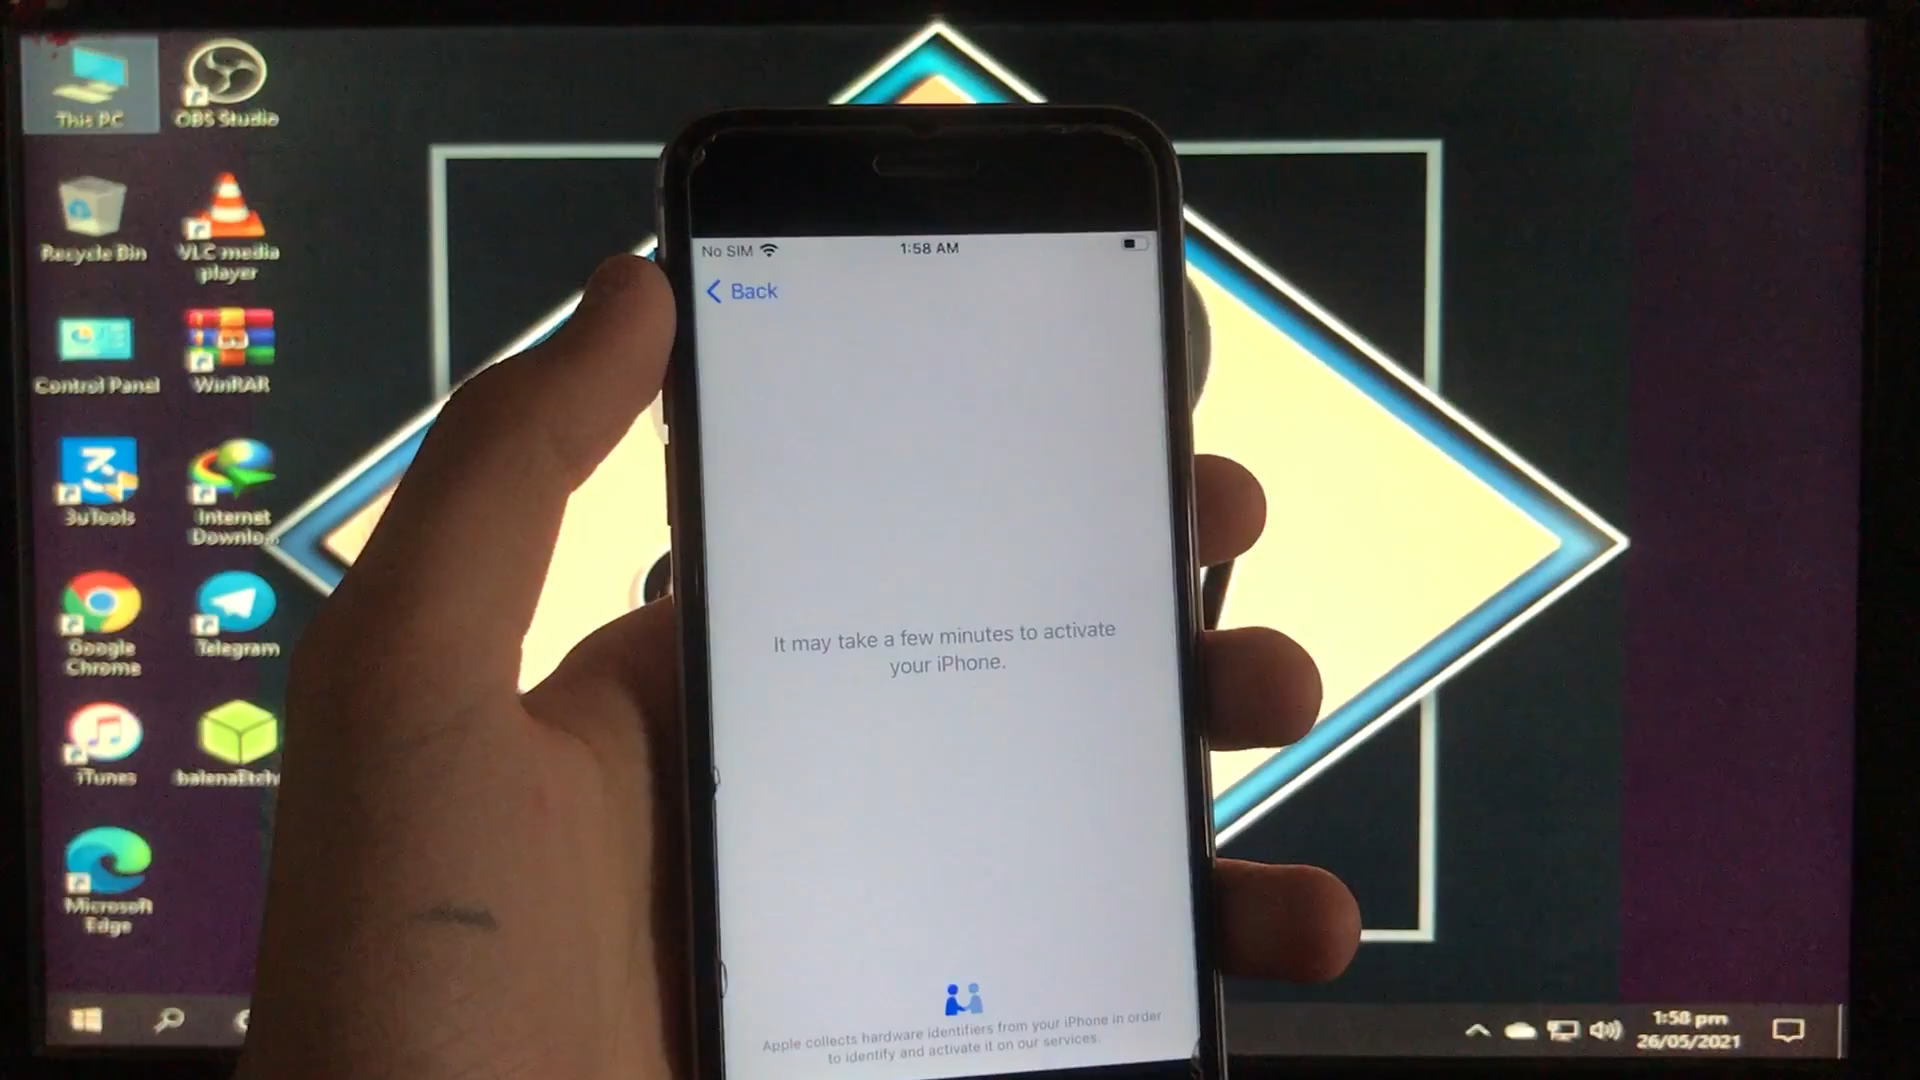 This PC
OBS Studio
Recycle Bin
VLC media
player
Control Panel
WinRAR
3uTools
Internet
Downlo...
Google
Chrome
Telegram
iTunes
balenaEtch
Microsoft
Edge
No SIM
1:58 AM
Back
It may take a few minutes to activate
your iPhone.
Apple collects hardware identifiers from your iPhone in order
to identify and activate it on our services.
1:58 pm
26/05/2021